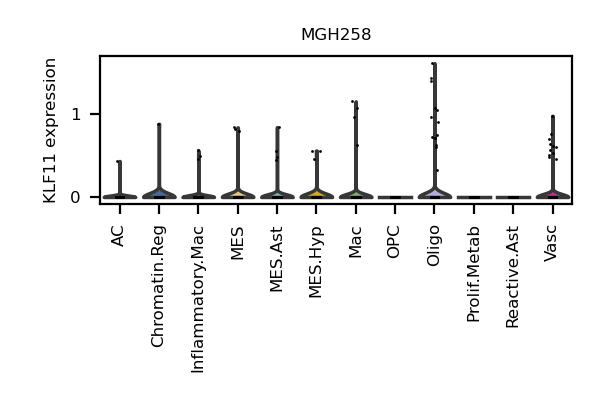 MGH258
KLF11 expression
1
0
AC
Chromatin.Reg
Inflammatory.Mac
MES
MES.Ast
MES.Hyp
Mac
OPC
Oligo
Prolif.Metab
Reactive.Ast
Vasc